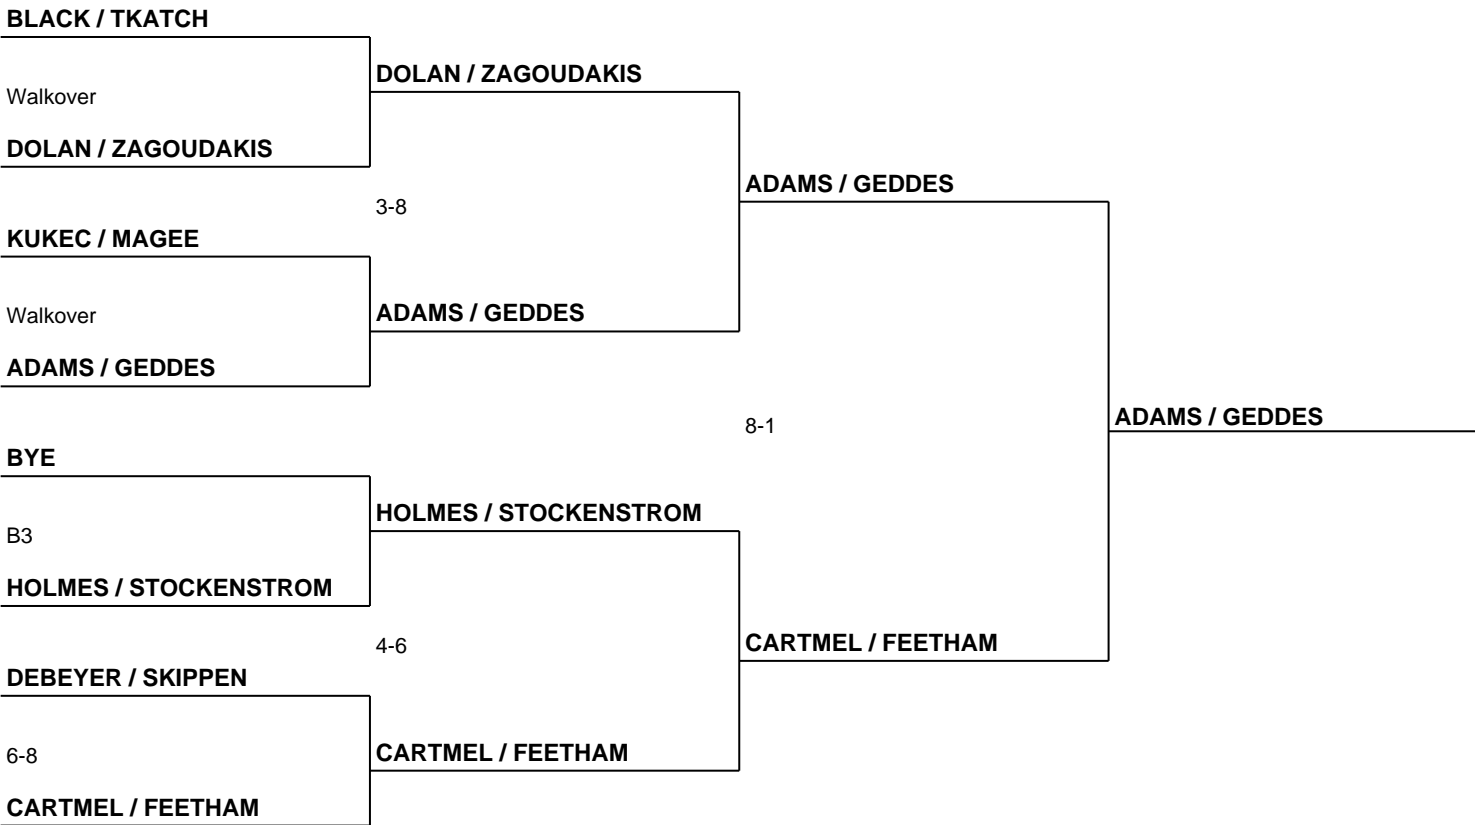 BLACK / TKATCH
Walkover
DOLAN / ZAGOUDAKIS
KUKEC / MAGEE
Walkover
ADAMS / GEDDES
BYE
B3
HOLMES / STOCKENSTROM
DEBEYER / SKIPPEN
6-8
CARTMEL / FEETHAM
DOLAN / ZAGOUDAKIS
3-8
ADAMS / GEDDES
HOLMES / STOCKENSTROM
4-6
CARTMEL / FEETHAM
ADAMS / GEDDES
8-1
CARTMEL / FEETHAM
ADAMS / GEDDES